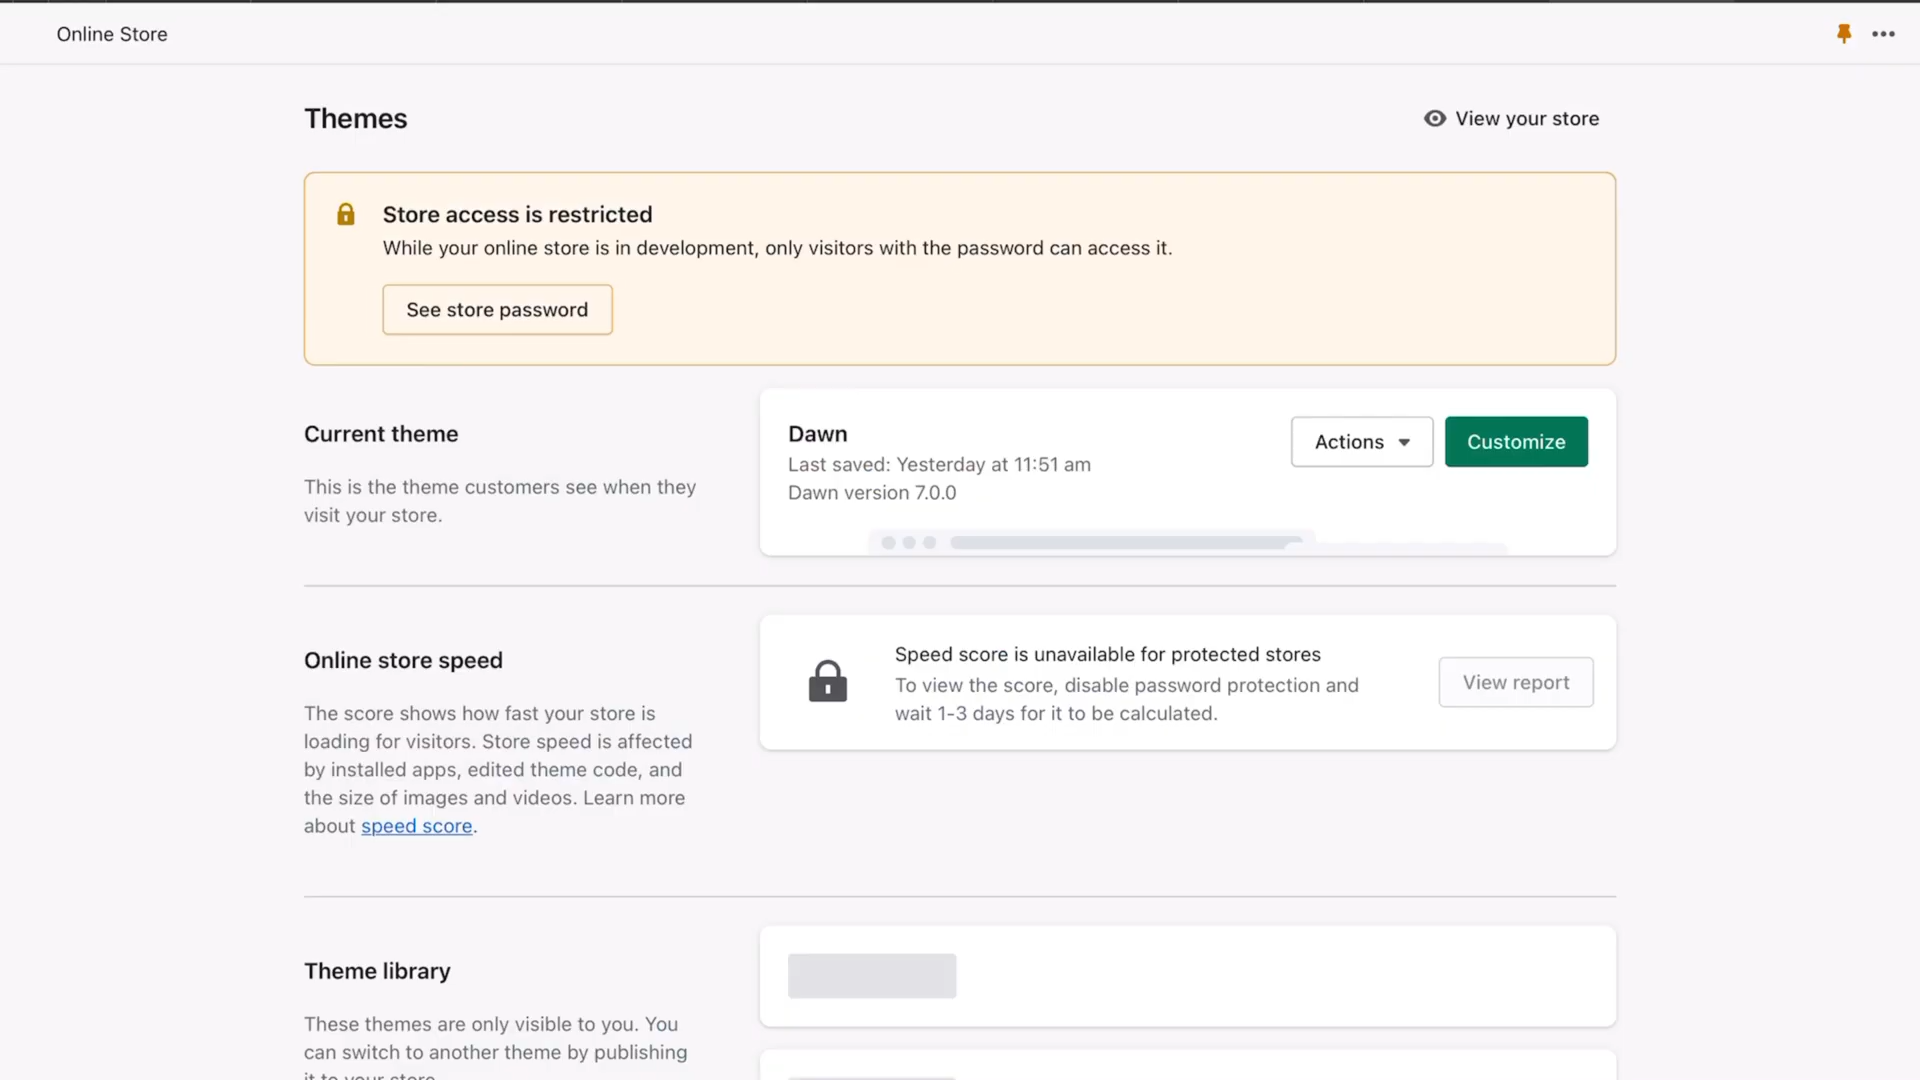 Online Store
Themes
View your store
Store access is restricted
While your online store is in development, only visitors with the password can access it.
See store password
Current theme
This is the theme customers see when they
visit your store.
Dawn
Last saved: Yesterday at 11:51 am
Dawn version 7.0.0
Actions
Customize
Online store speed
The score shows how fast your store is
loading for visitors. Store speed is affected
by installed apps, edited theme code, and
the size of images and videos. Learn more
about speed score.
Speed score is unavailable for protected stores
To view the score, disable password protection and
wait 1-3 days for it to be calculated.
View report
Theme library
These themes are only visible to you. You
can switch to another theme by publishing
it to your store.